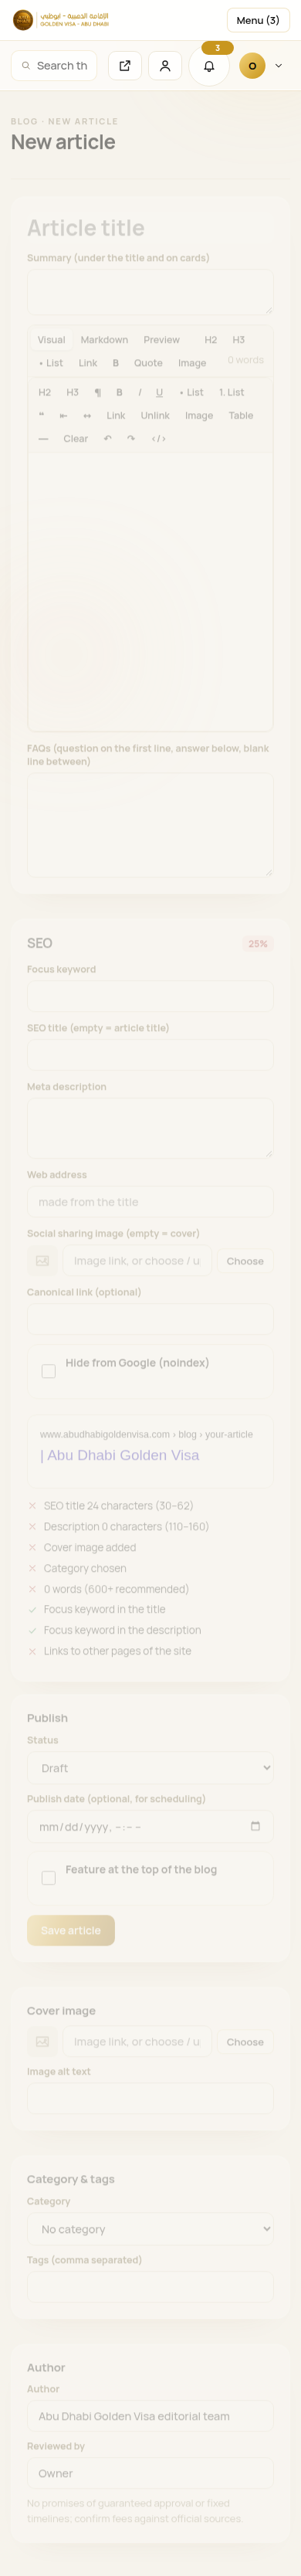 الإقامة الذهبية - أبوظبي
GOLDEN VISA - ABU DHABI
Menu (3)
Search th
3
O
BLOG · NEW ARTICLE
New article
Article title
Summary (under the title and on cards)
Visual Markdown Preview H2 H3
• List Link B Quote Image 0 words
H2 H3 ¶ B I U • List 1. List
❝ ⇤ ↔ Link Unlink Image Table
— Clear ↶ ↷ ‹/›
FAQs (question on the first line, answer below, blank
line between)
SEO 25%
Focus keyword
SEO title (empty = article title)
Meta description
Web address
made from the title
Social sharing image (empty = cover)
Image link, or choose / u Choose
Canonical link (optional)
Hide from Google (noindex)
www.abudhabigoldenvisa.com › blog › your-article
| Abu Dhabi Golden Visa
SEO title 24 characters (30–62)
Description 0 characters (110–160)
Cover image added
Category chosen
0 words (600+ recommended)
Focus keyword in the title
Focus keyword in the description
Links to other pages of the site
Publish
Status
Draft
Publish date (optional, for scheduling)
mm/dd/yyyy, --:-- --
Feature at the top of the blog
Save article
Cover image
Image link, or choose / u Choose
Image alt text
Category & tags
Category
No category
Tags (comma separated)
Author
Author
Abu Dhabi Golden Visa editorial team
Reviewed by
Owner
No promises of guaranteed approval or fixed
timelines; confirm fees against official sources.